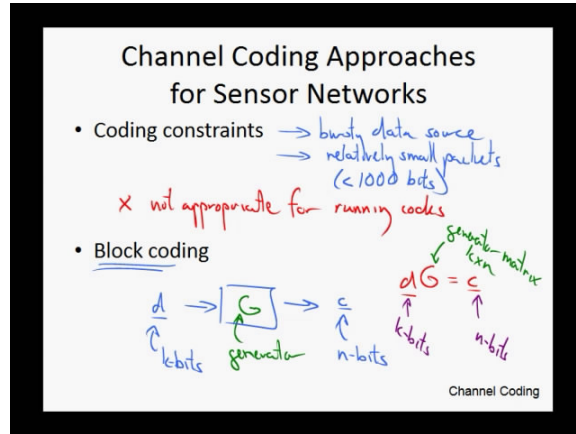 Channel Coding Approaches
for Sensor Networks
• Coding constraints → bursty data source
→ relatively small packets
(<1000 bits)
x not appropriate for running codes
• Block coding
generator matrix
kxn
dG = c
k-bits
n-bits
d → G → c
k-bits
generator
n-bits
Channel Coding